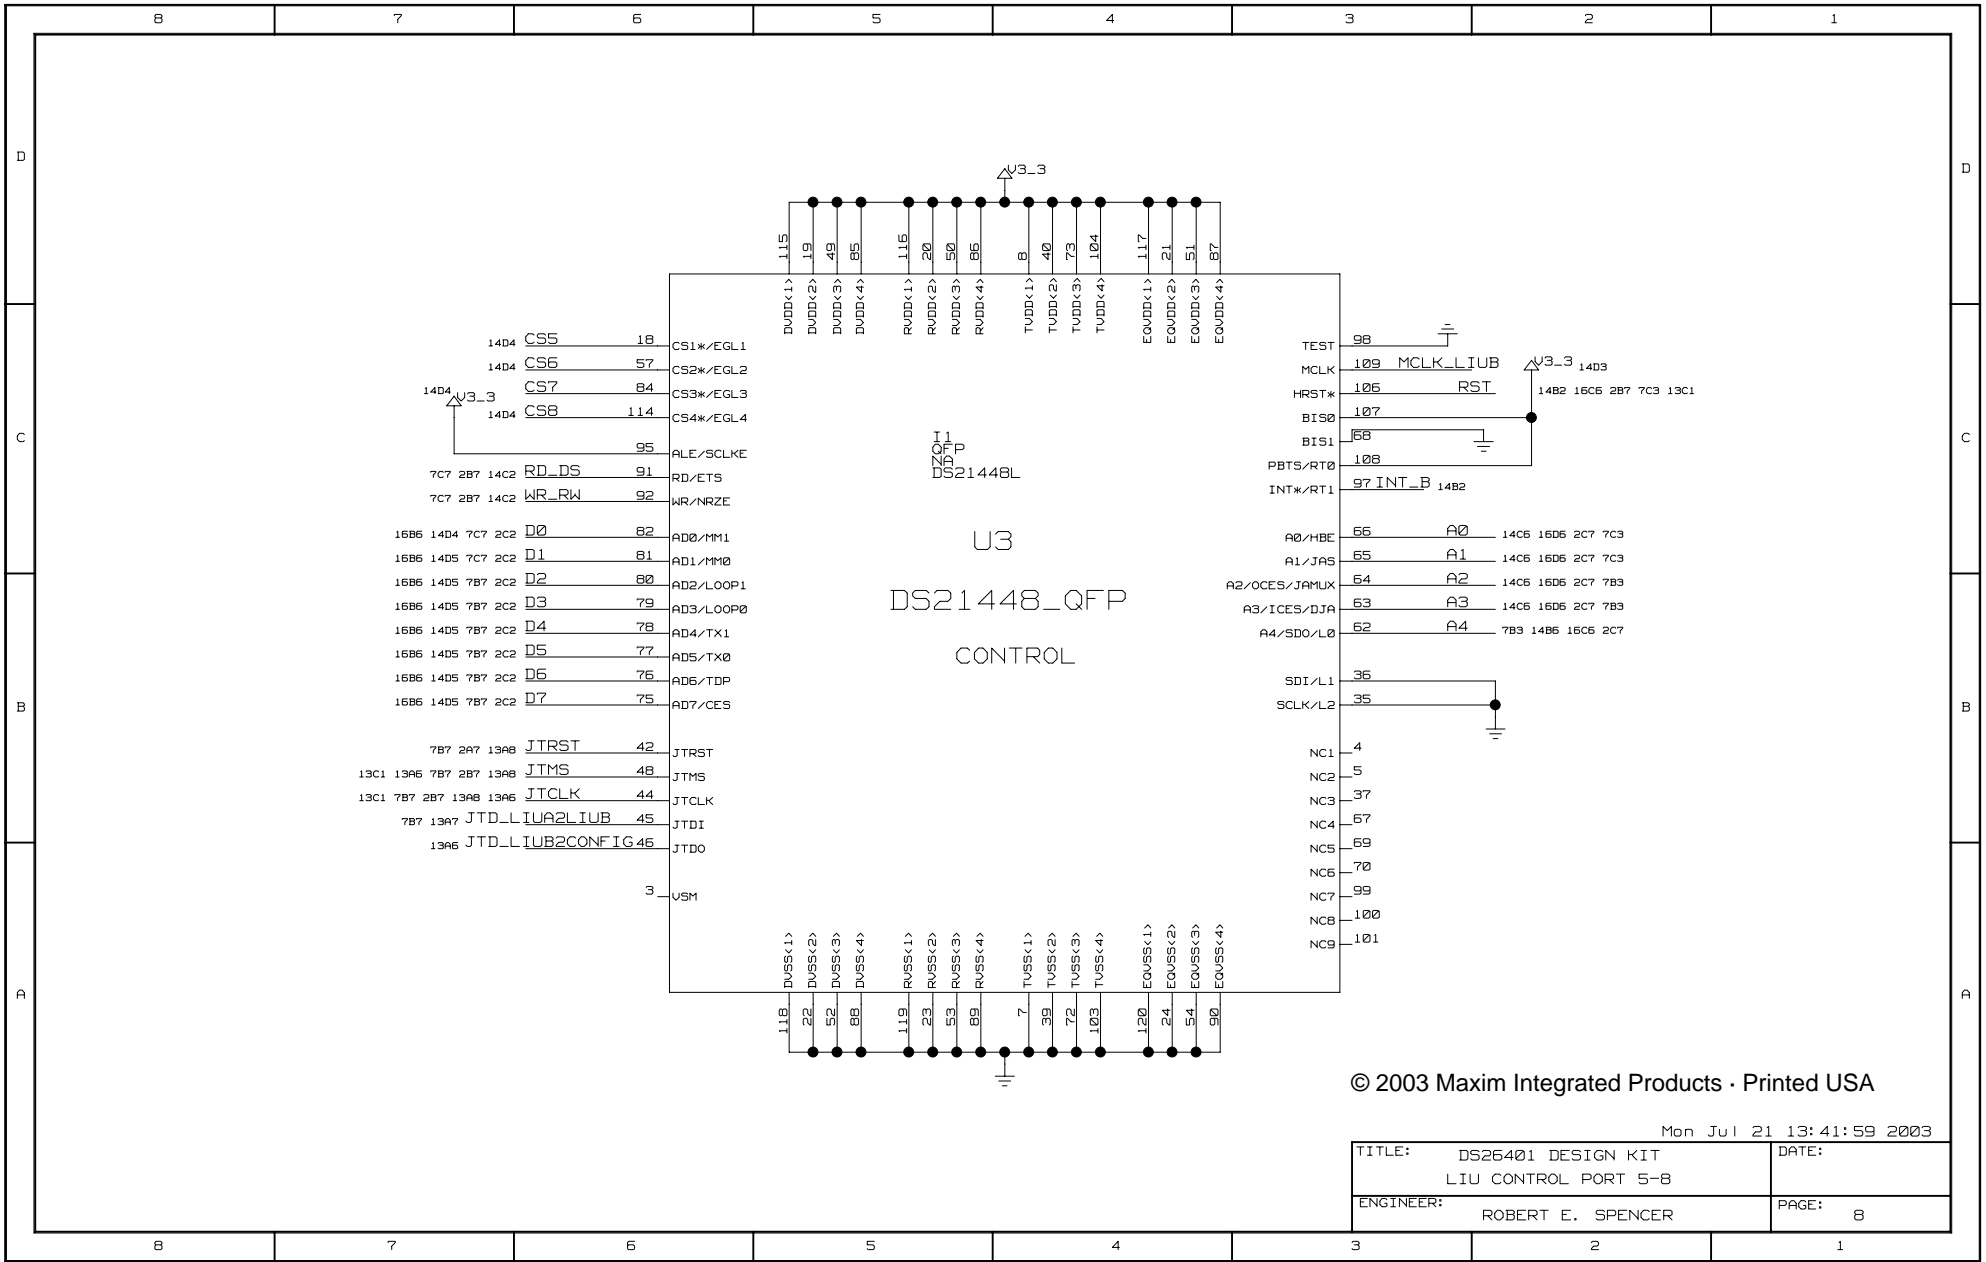 8 7 6 5 4 3 2 1
D
D
V3_3
115 19 49 85 116 20 50 86 8 40 73 104 117 21 51 87
DVDD<1> DVDD<2> DVDD<3> DVDD<4> RVDD<1> RVDD<2> RVDD<3> RVDD<4> TVDD<1> TVDD<2> TVDD<3> TVDD<4> EQVDD<1> EQVDD<2> EQVDD<3> EQVDD<4>
14D4 CS5 18 CS1*/EGL1
14D4 CS6 57 CS2*/EGL2
CS7 84 CS3*/EGL3
14D4 V3_3
14D4 CS8 114 CS4*/EGL4
95 ALE/SCLKE
7C7 2B7 14C2 RD_DS 91 RD/ETS
7C7 2B7 14C2 WR_RW 92 WR/NRZE
16B6 14D4 7C7 2C2 D0 82 AD0/MM1
16B6 14D5 7C7 2C2 D1 81 AD1/MM0
16B6 14D5 7B7 2C2 D2 80 AD2/LOOP1
16B6 14D5 7B7 2C2 D3 79 AD3/LOOP0
16B6 14D5 7B7 2C2 D4 78 AD4/TX1
16B6 14D5 7B7 2C2 D5 77 AD5/TX0
16B6 14D5 7B7 2C2 D6 76 AD6/TDP
16B6 14D5 7B7 2C2 D7 75 AD7/CES
7B7 2A7 13A8 JTRST 42 JTRST
13C1 13A6 7B7 2B7 13A8 JTMS 48 JTMS
13C1 7B7 2B7 13A8 13A6 JTCLK 44 JTCLK
7B7 13A7 JTD_LIUA2LIUB 45 JTDI
13A6 JTD_LIUB2CONFIG 46 JTDO
3 VSM
I1
QFP
NA
DS21448L
U3
DS21448_QFP
CONTROL
TEST 98
MCLK 109 MCLK_LIUB V3_3 14D3
HRST* 106 RST 14B2 16C6 2B7 7C3 13C1
BIS0 107
BIS1 68
PBTS/RT0 108
INT*/RT1 97 INT_B 14B2
A0/HBE 66 A0 14C6 16D6 2C7 7C3
A1/JAS 65 A1 14C6 16D6 2C7 7C3
A2/OCES/JAMUX 64 A2 14C6 16D6 2C7 7B3
A3/ICES/DJA 63 A3 14C6 16D6 2C7 7B3
A4/SDO/L0 62 A4 7B3 14B6 16C6 2C7
SDI/L1 36
SCLK/L2 35
NC1 4
NC2 5
NC3 37
NC4 67
NC5 69
NC6 70
NC7 99
NC8 100
NC9 101
C
C
B
B
A
A
DVSS<1> DVSS<2> DVSS<3> DVSS<4> RVSS<1> RVSS<2> RVSS<3> RVSS<4> TVSS<1> TVSS<2> TVSS<3> TVSS<4> EQVSS<1> EQVSS<2> EQVSS<3> EQVSS<4>
118 22 52 88 119 23 53 89 7 39 72 103 120 24 54 90
© 2003 Maxim Integrated Products · Printed USA
Mon Jul 21 13:41:59 2003
TITLE: DS26401 DESIGN KIT
LIU CONTROL PORT 5-8
DATE:
ENGINEER: ROBERT E. SPENCER
PAGE: 8
8 7 6 5 4 3 2 1